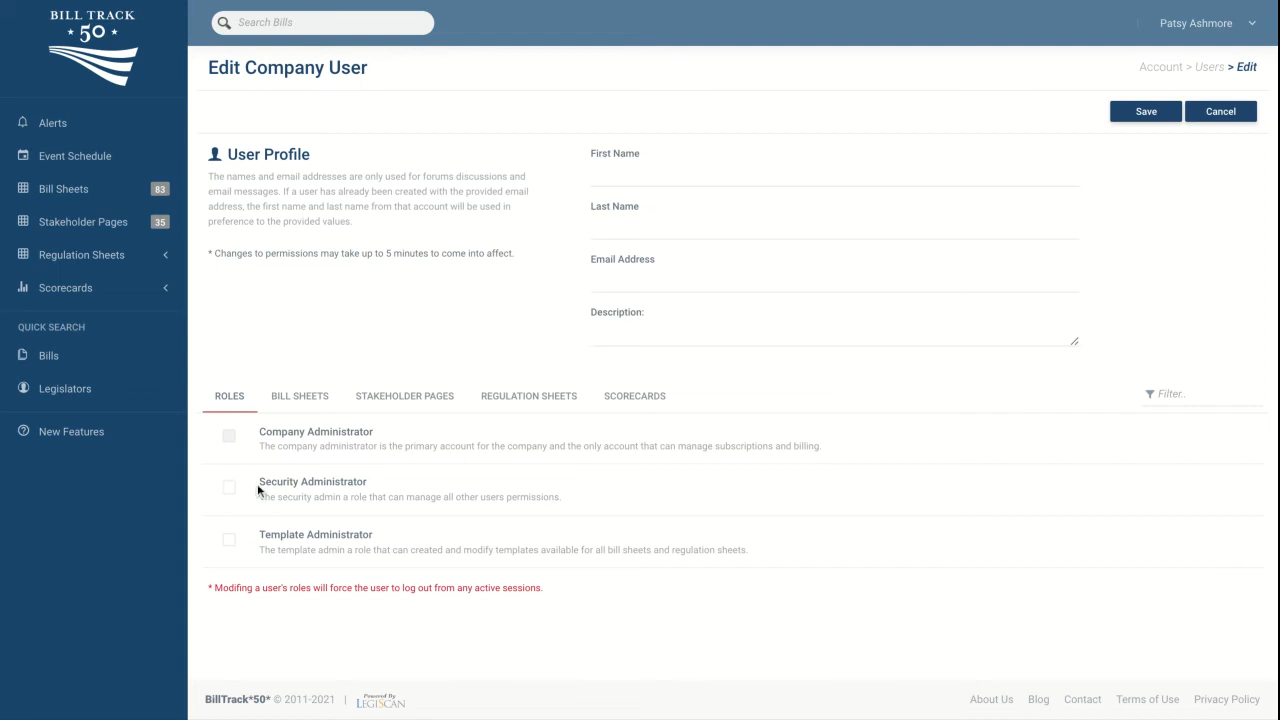 BILL TRACK
50
Search Bills
Patsy Ashmore
Edit Company User
Account > Users > Edit
Save
Cancel
Alerts
Event Schedule
Bill Sheets
83
Stakeholder Pages
35
Regulation Sheets
Scorecards
QUICK SEARCH
Bills
Legislators
New Features
User Profile
The names and email addresses are only used for forums discussions and
email messages. If a user has already been created with the provided email
address, the first name and last name from that account will be used in
preference to the provided values.
* Changes to permissions may take up to 5 minutes to come into affect.
First Name
Last Name
Email Address
Description:
ROLES
BILL SHEETS
STAKEHOLDER PAGES
REGULATION SHEETS
SCORECARDS
Filter..
Company Administrator
The company administrator is the primary account for the company and the only account that can manage subscriptions and billing.
Security Administrator
The security admin a role that can manage all other users permissions.
Template Administrator
The template admin a role that can created and modify templates available for all bill sheets and regulation sheets.
* Modifing a user's roles will force the user to log out from any active sessions.
BillTrack*50* © 2011-2021 |
Powered By
LEGISCAN
About Us
Blog
Contact
Terms of Use
Privacy Policy